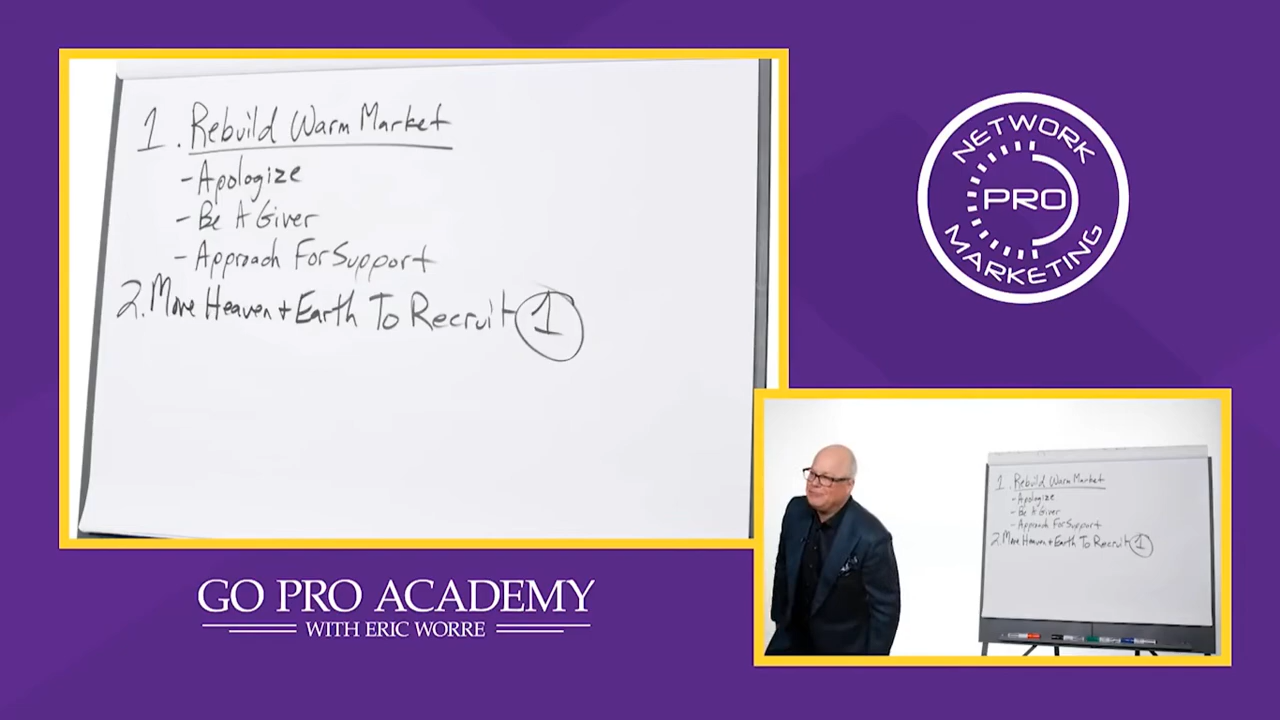 1. Rebuild Warm Market
- Apologize
- Be A Giver
- Approach For Support
2. Move Heaven + Earth To Recruit 1
NETWORK
PRO
MARKETING
GO PRO ACADEMY
WITH ERIC WORRE
1. Rebuild Warm Market
- Apologize
- Be A Giver
- Approach For Support
2. Move Heaven + Earth To Recruit 1